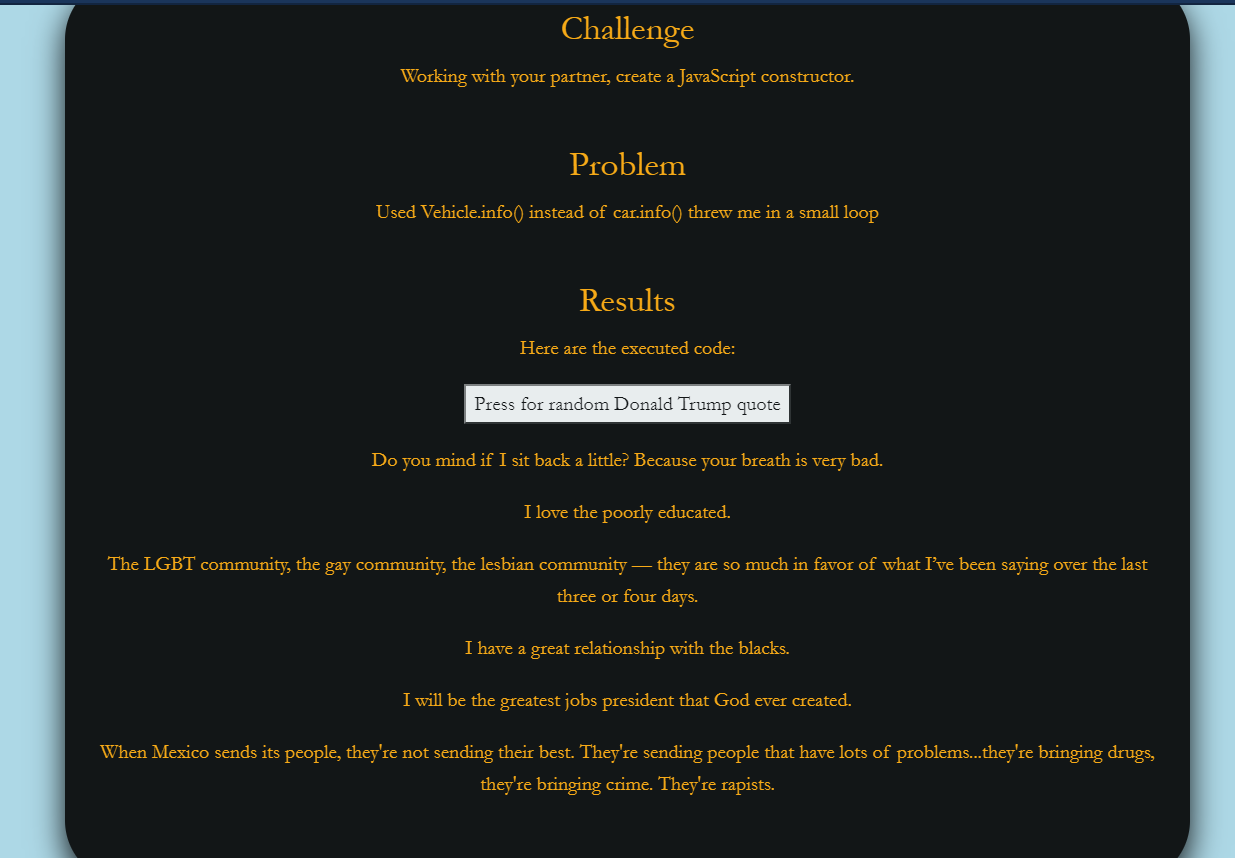 Challenge
Working with your partner, create a JavaScript constructor.
Problem
Used Vehicle.info() instead of car.info() threw me in a small loop
Results
Here are the executed code:
Press for random Donald Trump quote
Do you mind if I sit back a little? Because your breath is very bad.
I love the poorly educated.
The LGBT community, the gay community, the lesbian community — they are so much in favor of what I’ve been saying over the last
three or four days.
I have a great relationship with the blacks.
I will be the greatest jobs president that God ever created.
When Mexico sends its people, they're not sending their best. They're sending people that have lots of problems...they're bringing drugs,
they're bringing crime. They're rapists.